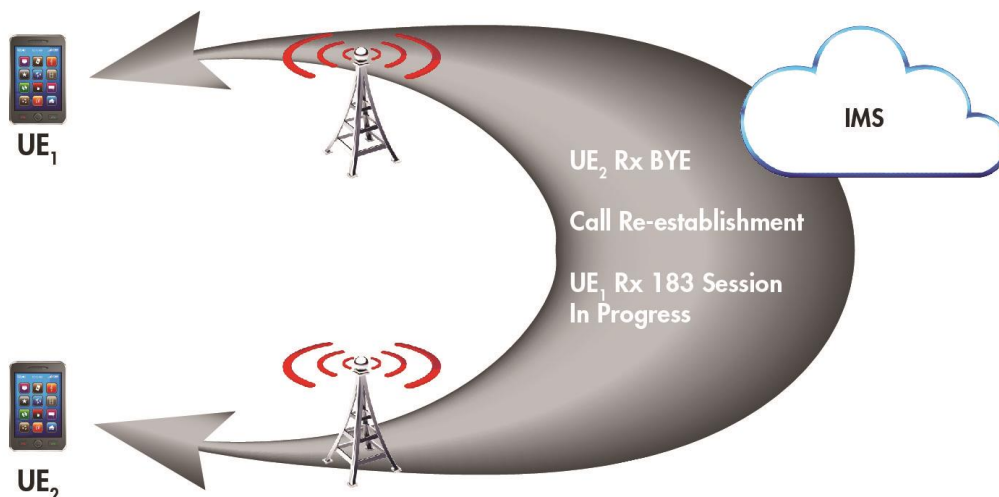 UE₁
IMS
UE₂ Rx BYE
Call Re-establishment
UE₁ Rx 183 Session
In Progress
UE₂